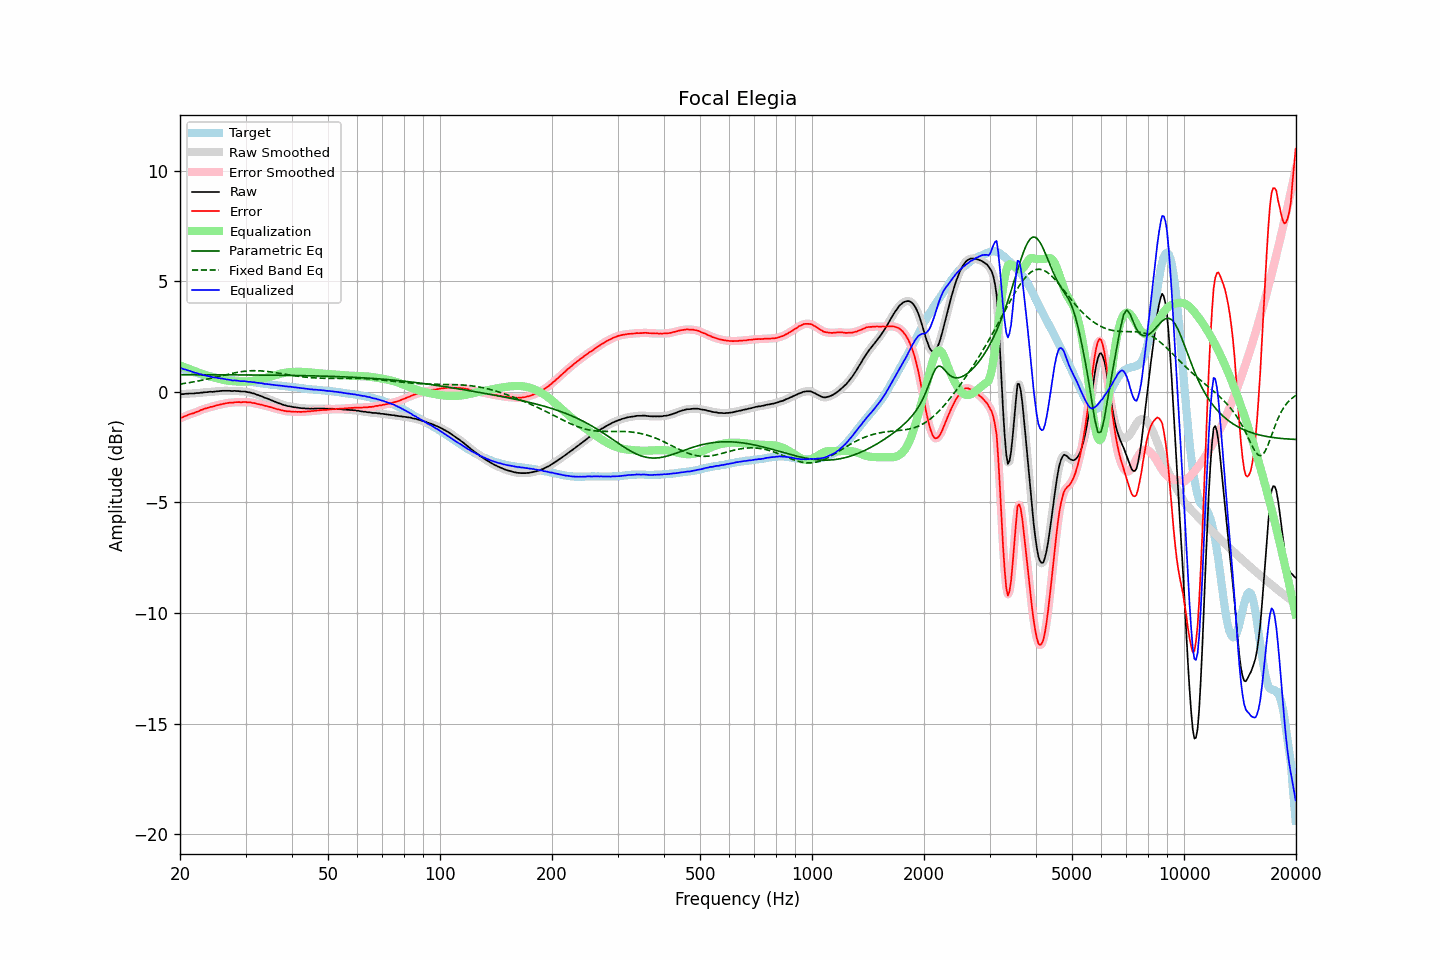 Focal Elegia
Target
Raw Smoothed
Error Smoothed
Raw
Error
Equalization
Parametric Eq
Fixed Band Eq
Equalized
10
5
0
−5
−10
−15
−20
Amplitude (dBr)
20 50 100 200 500 1000 2000 5000 10000 20000
Frequency (Hz)